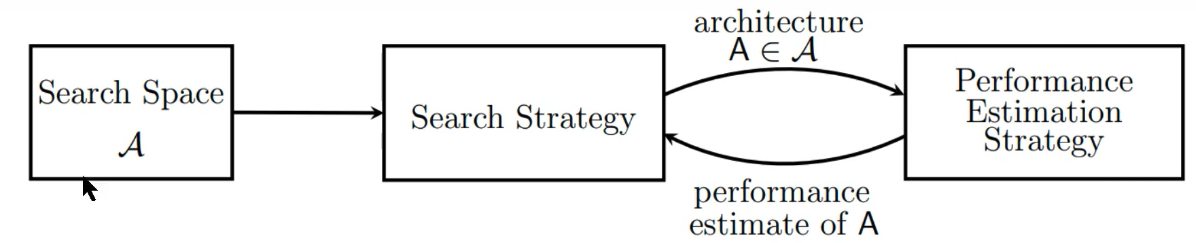 Search Space
𝒜
Search Strategy
architecture
A ∈ 𝒜
performance
estimate of A
Performance
Estimation
Strategy